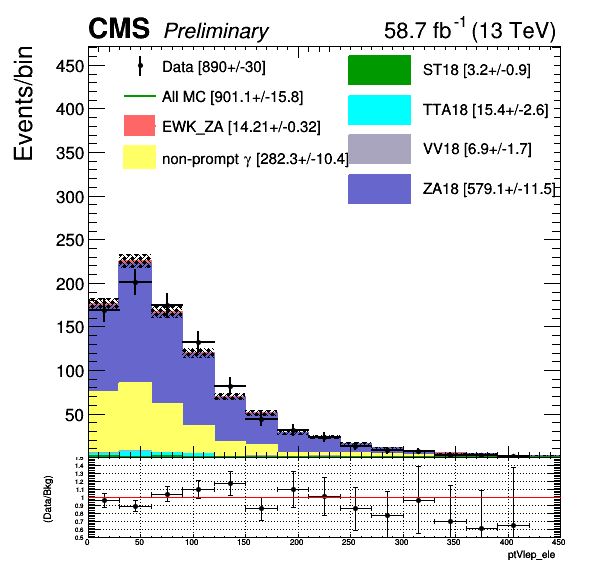 CMS Preliminary 58.7 fb⁻¹ (13 TeV)
Events/bin
450
400
350
300
250
200
150
100
50
Data [890+/-30]
All MC [901.1+/-15.8]
EWK_ZA [14.21+/-0.32]
non-prompt γ [282.3+/-10.4]
ST18 [3.2+/-0.9]
TTA18 [15.4+/-2.6]
VV18 [6.9+/-1.7]
ZA18 [579.1+/-11.5]
(Data/Bkg)
1.5
1.4
1.3
1.2
1.1
1
0.9
0.8
0.7
0.6
0.5
0 50 100 150 200 250 300 350 400 450
ptVlep_ele